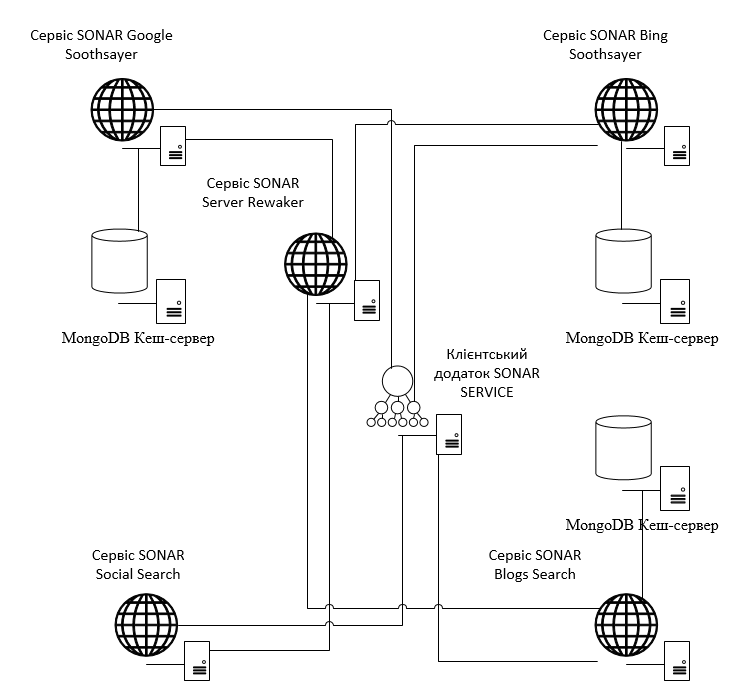 Сервіс SONAR Google
Soothsayer
Сервіс SONAR Bing
Soothsayer
Сервіс SONAR
Server Rewaker
MongoDB Кеш-сервер
MongoDB Кеш-сервер
Клієнтський
додаток SONAR
SERVICE
MongoDB Кеш-сервер
Сервіс SONAR
Social Search
Сервіс SONAR
Blogs Search